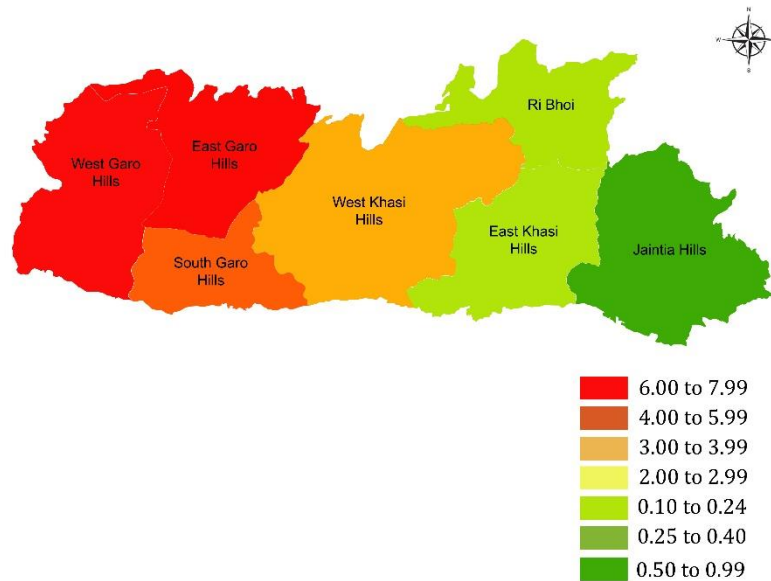 N
W
E
S
Ri Bhoi
West Garo
Hills
East Garo
Hills
West Khasi
Hills
East Khasi
Hills
Jaintia Hills
South Garo
Hills
6.00 to 7.99
4.00 to 5.99
3.00 to 3.99
2.00 to 2.99
0.10 to 0.24
0.25 to 0.40
0.50 to 0.99